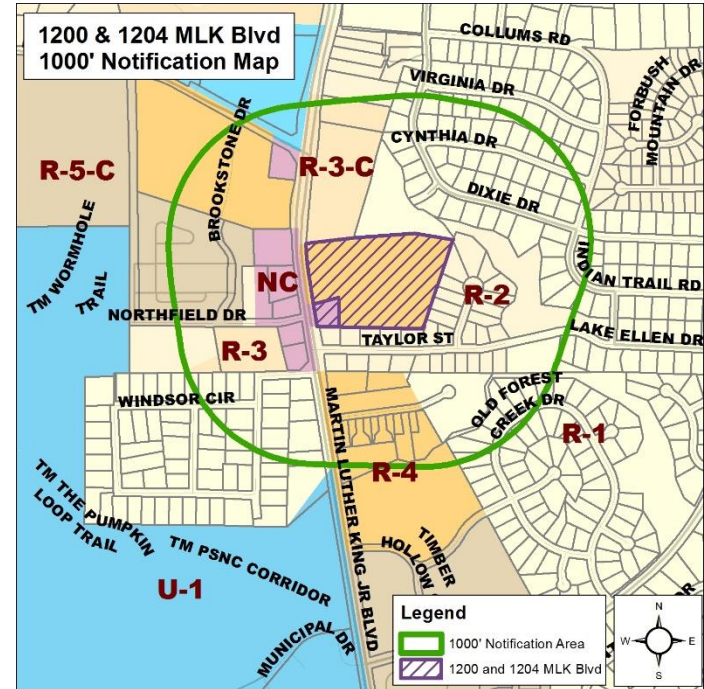 1200 & 1204 MLK Blvd
1000' Notification Map
COLLUMS RD
VIRGINIA DR
FORBUSH
MOUNTAIN DR
CYNTHIA DR
BROOKSTONE DR
R-5-C
R-3-C
DIXIE DR
TM WORMHOLE
TRAIL
INDIAN TRAIL RD
NC
R-2
NORTHFIELD DR
TAYLOR ST
LAKE ELLEN DR
R-3
WINDSOR CIR
OLD FOREST
CREEK DR
R-1
MARTIN LUTHER KING JR BLVD
R-4
TM THE PUMPKIN
LOOP TRAIL
TM PSNC CORRIDOR
TIMBER
HOLLOW
U-1
MUNICIPAL DR
Legend
1000' Notification Area
1200 and 1204 MLK Blvd
N
W
E
S